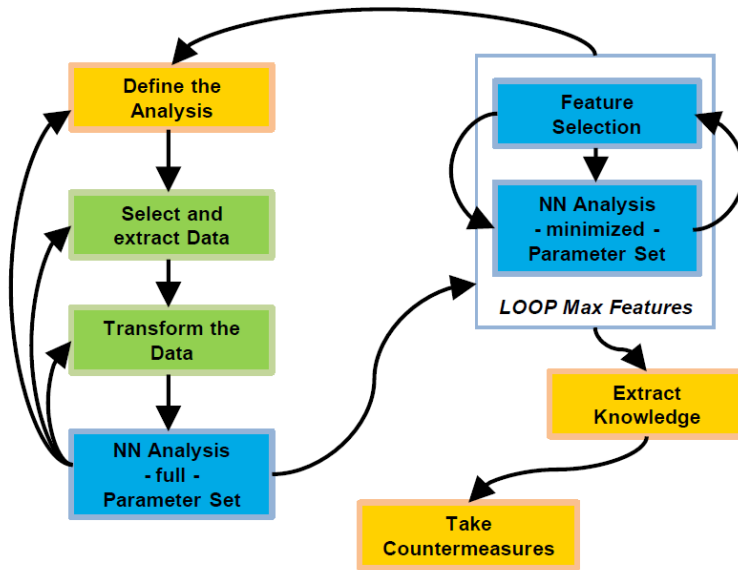 Define the
Analysis
Select and
extract Data
Transform the
Data
NN Analysis
- full -
Parameter Set
Feature
Selection
NN Analysis
- minimized -
Parameter Set
LOOP Max Features
Extract
Knowledge
Take
Countermeasures